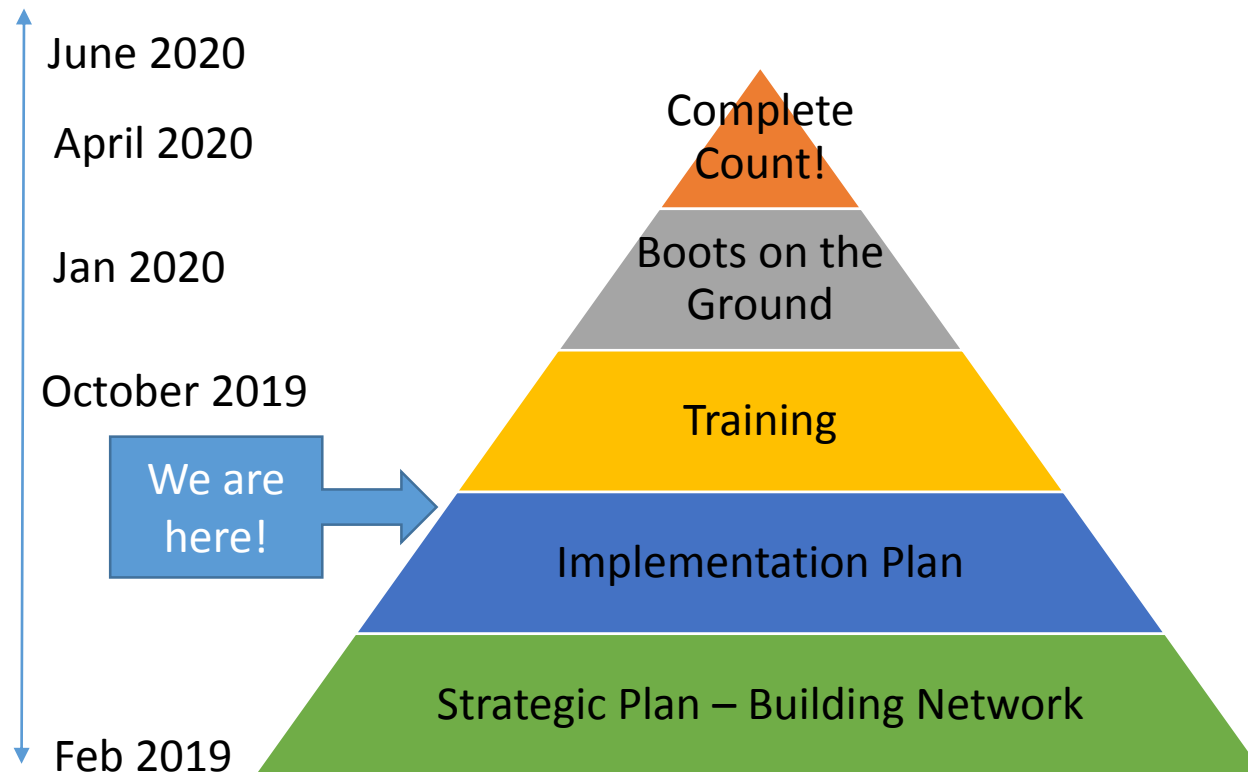 June 2020
April 2020
Jan 2020
October 2019
We are
here!
Feb 2019
Complete
Count!
Boots on the
Ground
Training
Implementation Plan
Strategic Plan – Building Network